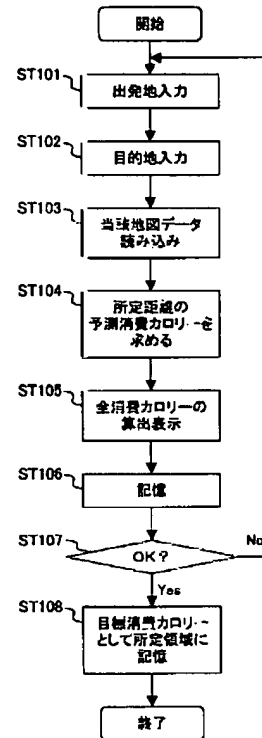 開始
ST101
出発地入力
ST102
目的地入力
ST103
当該地図データ
読み込み
ST104
所定距離の
予測消費カロリーを
求める
ST105
全消費カロリーの
算出表示
ST106
記憶
ST107
OK?
No
Yes
ST108
目標消費カロリー
として所定領域に
記憶
終了